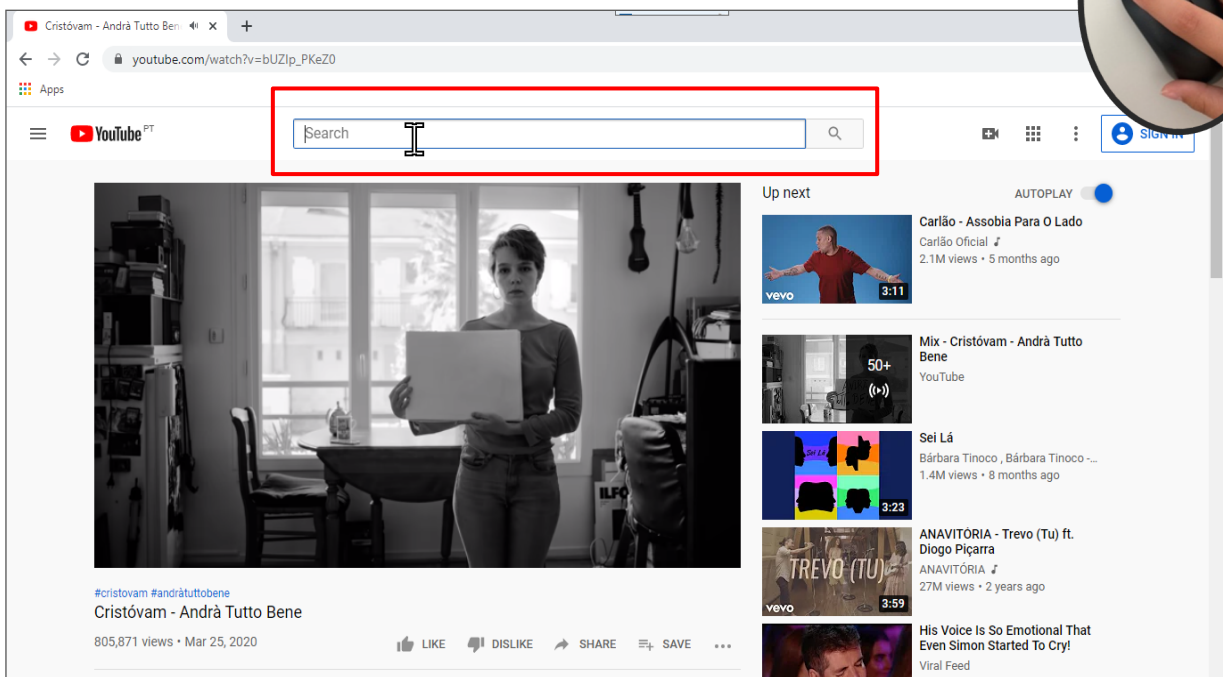 Cristóvam - Andrà Tutto Ben
youtube.com/watch?v=bUZIp_PKeZ0
Apps
YouTube PT
Search
SIGN IN
Up next
AUTOPLAY
Carlão - Assobia Para O Lado
Carlão Oficial
2.1M views • 5 months ago
vevo
3:11
50+
Mix - Cristóvam - Andrà Tutto
Bene
YouTube
Sei Lá
3:23
Sei Lá
Bárbara Tinoco , Bárbara Tinoco -...
1.4M views • 8 months ago
TREVO (TU)
vevo
3:59
ANAVITÓRIA - Trevo (Tu) ft.
Diogo Piçarra
ANAVITÓRIA
27M views • 2 years ago
His Voice Is So Emotional That
Even Simon Started To Cry!
Viral Feed
ILFO
#cristovam #andràtuttobene
Cristóvam - Andrà Tutto Bene
805,871 views • Mar 25, 2020
LIKE
DISLIKE
SHARE
SAVE